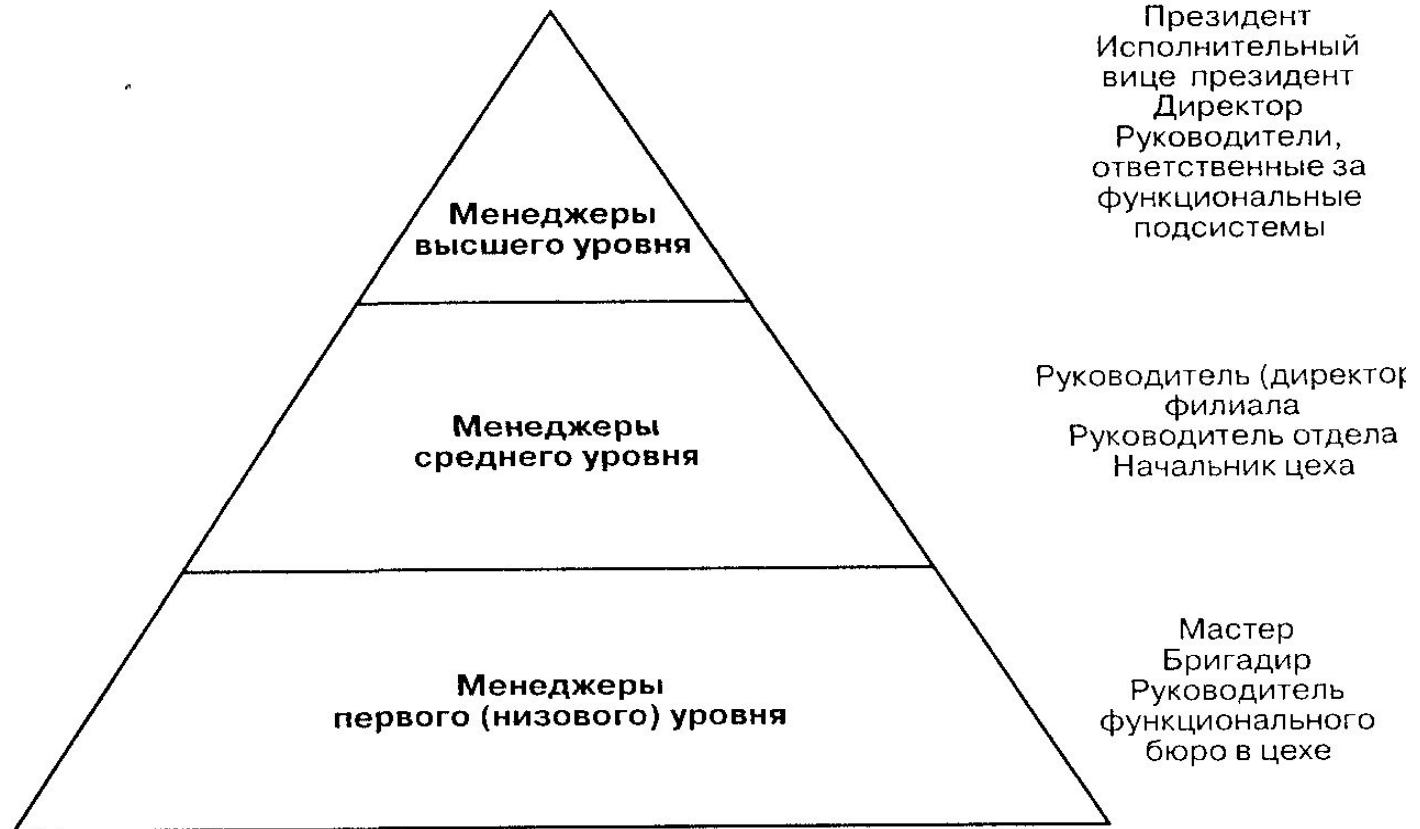 Президент
Исполнительный
вице президент
Директор
Руководители,
ответственные за
функциональные
подсистемы
Менеджеры
высшего уровня
Руководитель (директор
филиала
Руководитель отдела
Начальник цеха
Менеджеры
среднего уровня
Мастер
Бригадир
Руководитель
функционального
бюро в цехе
Менеджеры
первого (низового) уровня